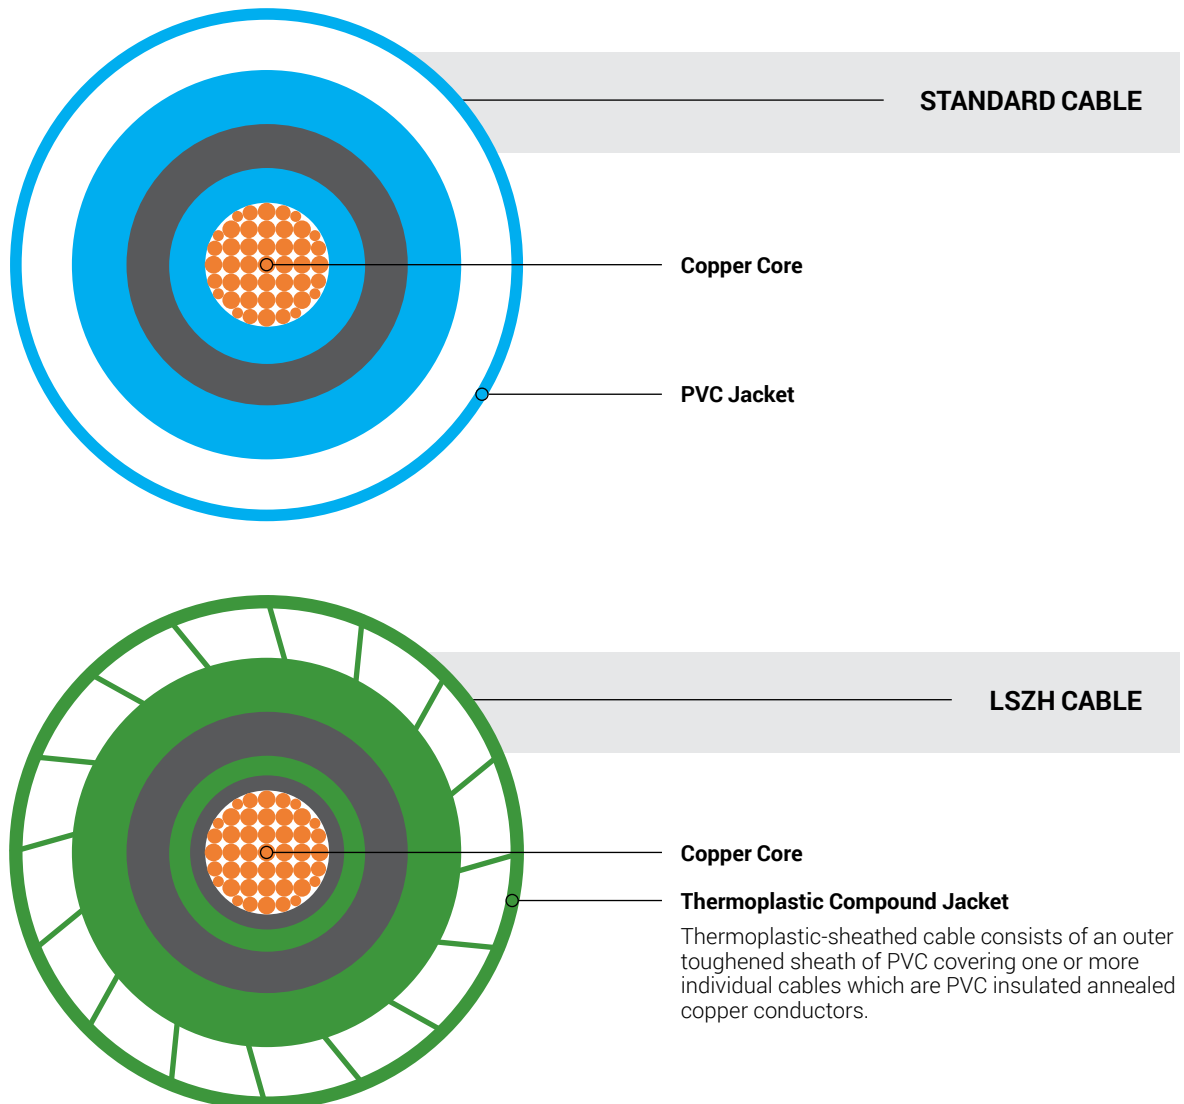 STANDARD CABLE
Copper Core
PVC Jacket
LSZH CABLE
Copper Core
Thermoplastic Compound Jacket
Thermoplastic-sheathed cable consists of an outer
toughened sheath of PVC covering one or more
individual cables which are PVC insulated annealed
copper conductors.